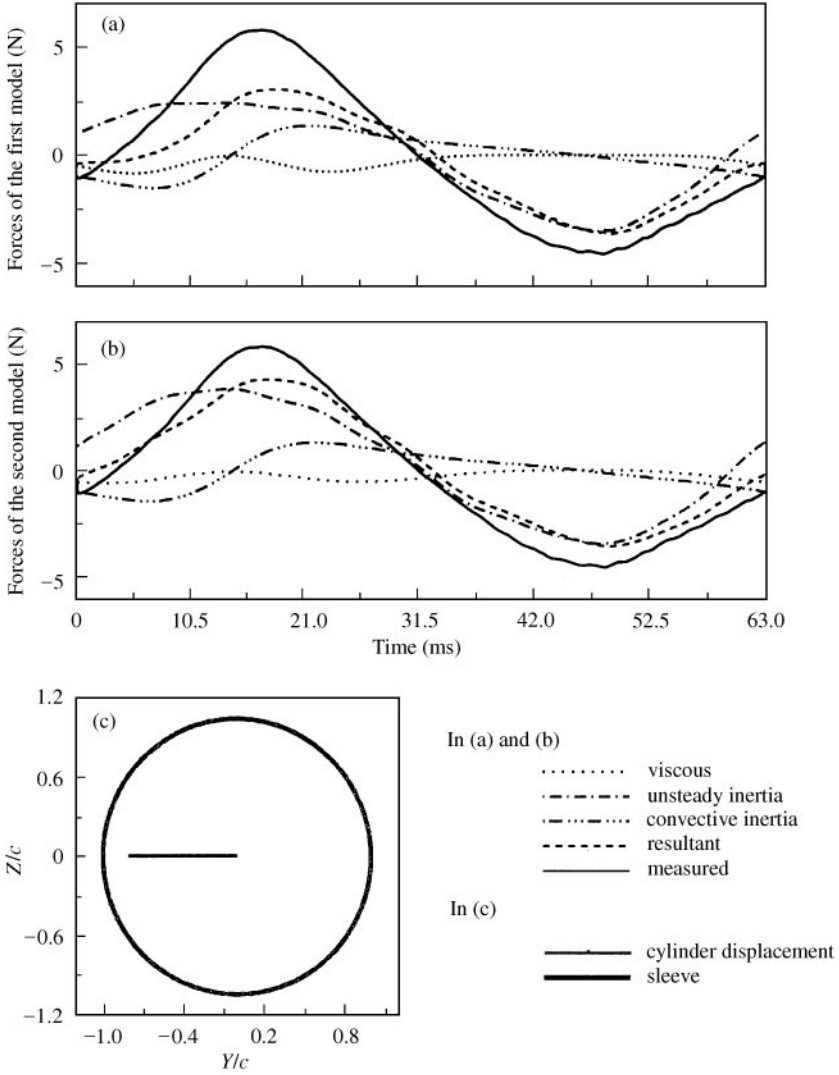 (a)
Forces of the first model (N)
5
0
−5
(b)
Forces of the second model (N)
5
0
−5
0
10.5
21.0
31.5
42.0
52.5
63.0
Time (ms)
(c)
Z/c
1.2
0.6
0
−0.6
−1.2
−1.0
−0.4
0.2
0.8
Y/c
In (a) and (b)
viscous
unsteady inertia
convective inertia
resultant
measured
In (c)
cylinder displacement
sleeve